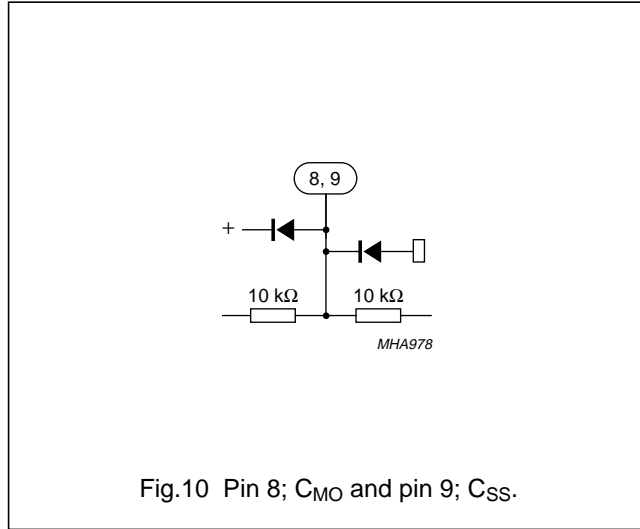 8, 9
+
10 kΩ 10 kΩ
MHA978
Fig.10 Pin 8; CMO and pin 9; CSS.